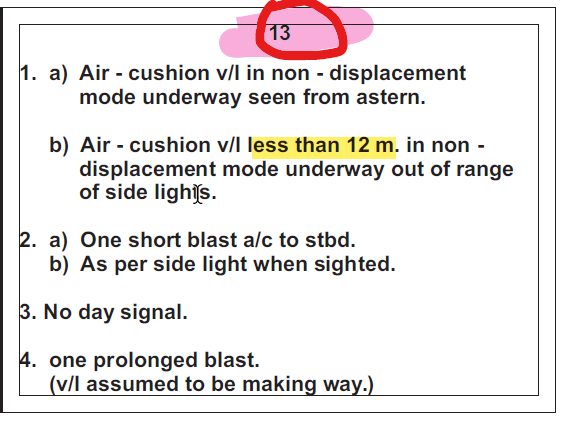 13
1. a) Air - cushion v/l in non - displacement
mode underway seen from astern.
b) Air - cushion v/l less than 12 m. in non -
displacement mode underway out of range
of side lights.
2. a) One short blast a/c to stbd.
b) As per side light when sighted.
3. No day signal.
4. one prolonged blast.
(v/l assumed to be making way.)